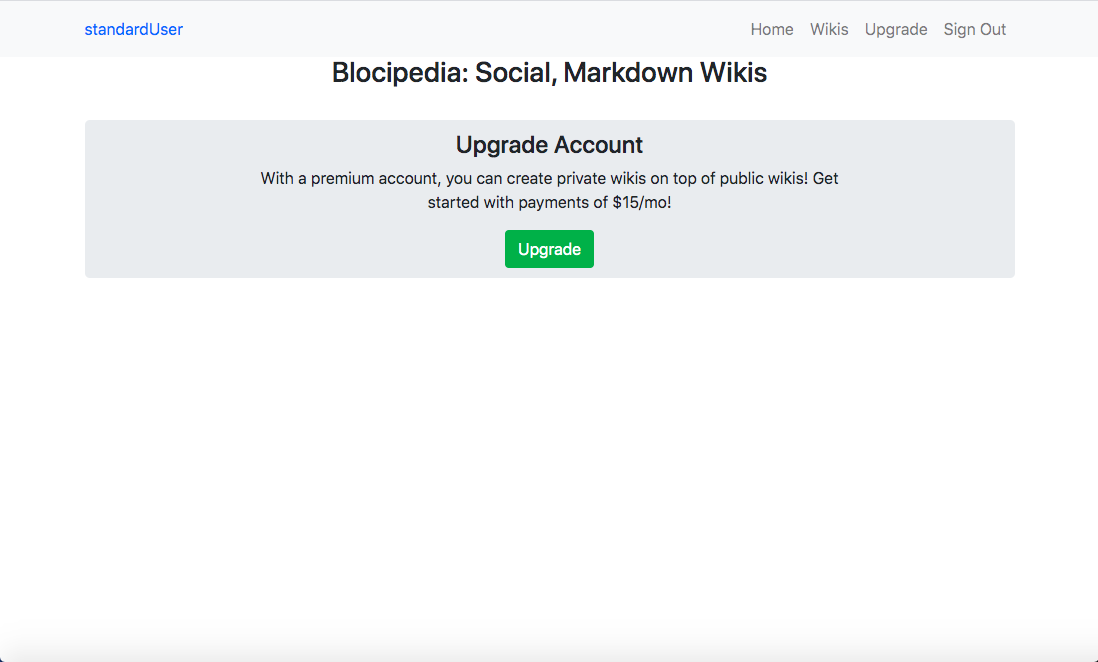 standardUser Home Wikis Upgrade Sign Out
Blocipedia: Social, Markdown Wikis
Upgrade Account
With a premium account, you can create private wikis on top of public wikis! Get
started with payments of $15/mo!
Upgrade